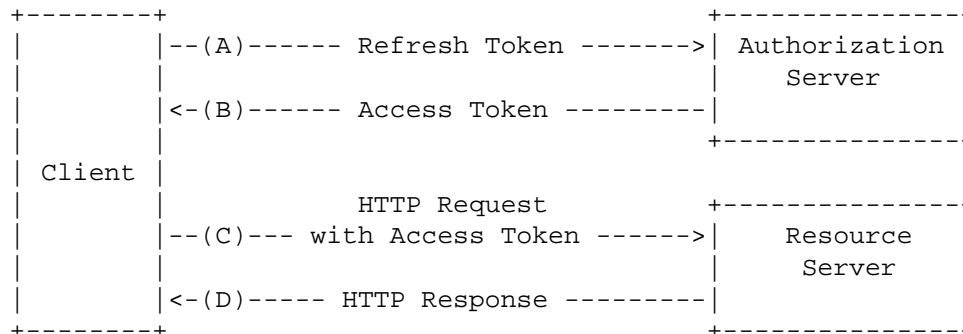 +--------+                                  +---------------
|        |--(A)------ Refresh Token ------->| Authorization
|        |                                  |    Server
|        |<-(B)------ Access Token ---------|
|        |                                  +---------------
| Client |
|        |            HTTP Request          +---------------
|        |--(C)--- with Access Token ------>|    Resource
|        |                                  |     Server
|        |<-(D)----- HTTP Response ---------|
+--------+                                  +---------------